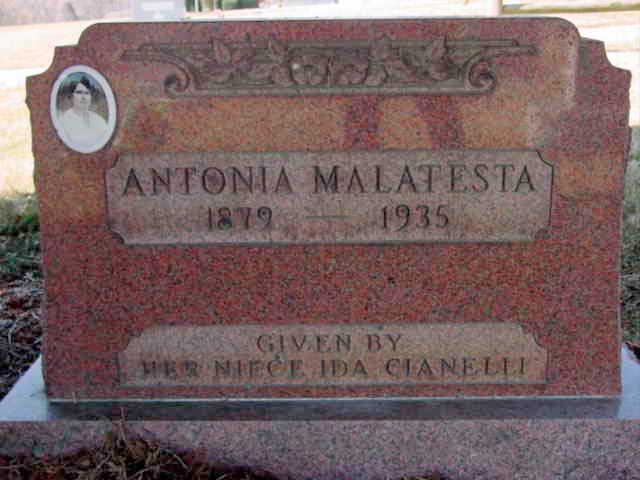 ANTONIA MALATESTA
1879 — 1935
GIVEN BY
HER NIECE IDA CIANELLI